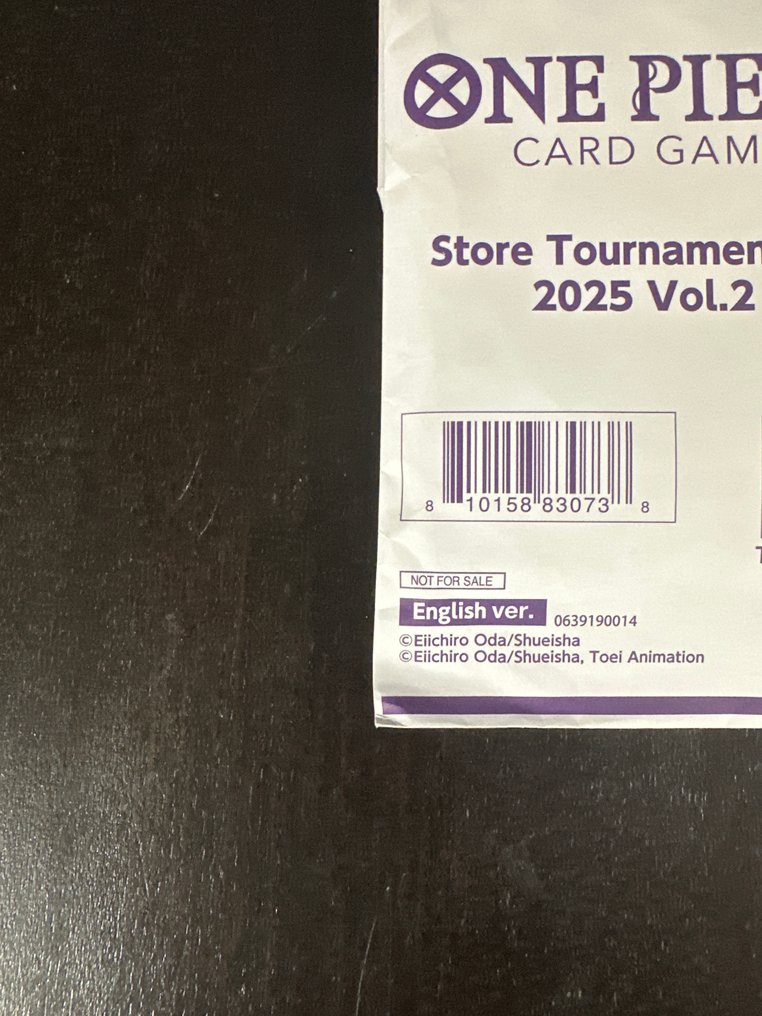 ONE PIE
CARD GAM
Store Tournamen
2025 Vol.2
8 10158 83073 8
NOT FOR SALE
English ver. 0639190014
©Eiichiro Oda/Shueisha
©Eiichiro Oda/Shueisha, Toei Animation